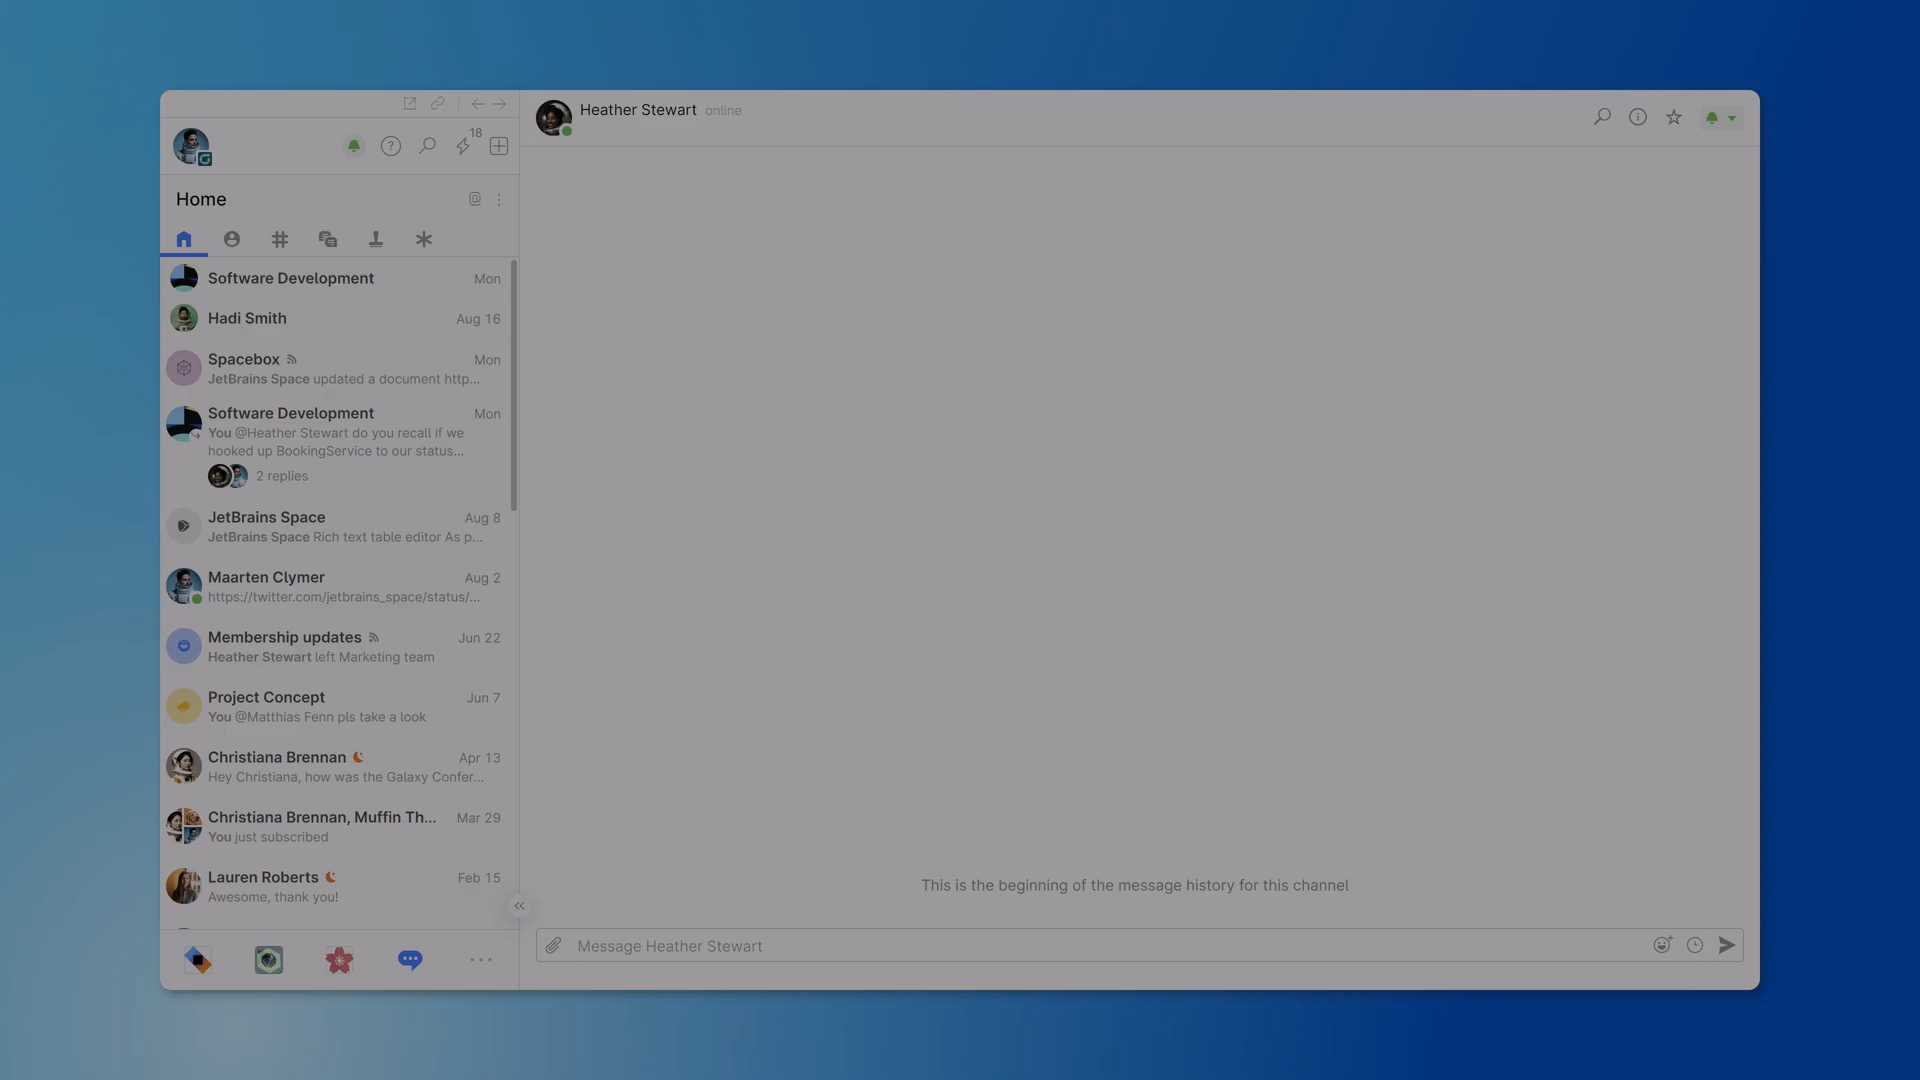 18
Home
Software Development Mon
Hadi Smith Aug 16
Spacebox Mon
JetBrains Space updated a document http...
Software Development Mon
You @Heather Stewart do you recall if we
hooked up BookingService to our status...
2 replies
JetBrains Space Aug 8
JetBrains Space Rich text table editor As p...
Maarten Clymer Aug 2
https://twitter.com/jetbrains_space/status/...
Membership updates Jun 22
Heather Stewart left Marketing team
Project Concept Jun 7
You @Matthias Fenn pls take a look
Christiana Brennan Apr 13
Hey Christiana, how was the Galaxy Confer...
Christiana Brennan, Muffin Th... Mar 29
You just subscribed
Lauren Roberts Feb 15
Awesome, thank you!
Heather Stewart online
This is the beginning of the message history for this channel
Message Heather Stewart